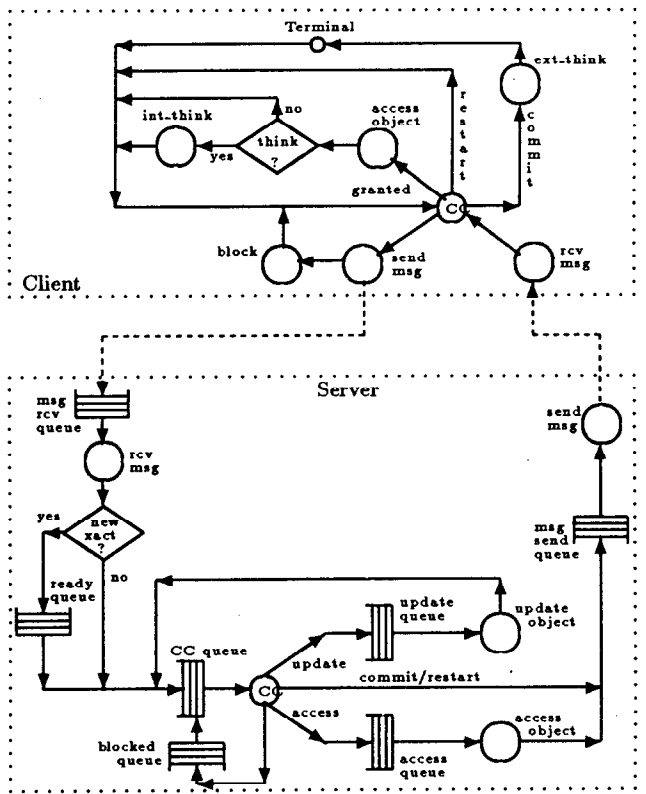 Terminal
ext-think
no
int-think
access
object
think
?
yes
restart
commit
granted
CC
block
send
msg
rcv
msg
Client
Server
msg
rcv
queue
send
msg
rcv
msg
yes
new
xact
?
msg
send
queue
no
ready
queue
update
queue
update
object
CC queue
update
CC
commit/restart
access
access
object
blocked
queue
access
queue